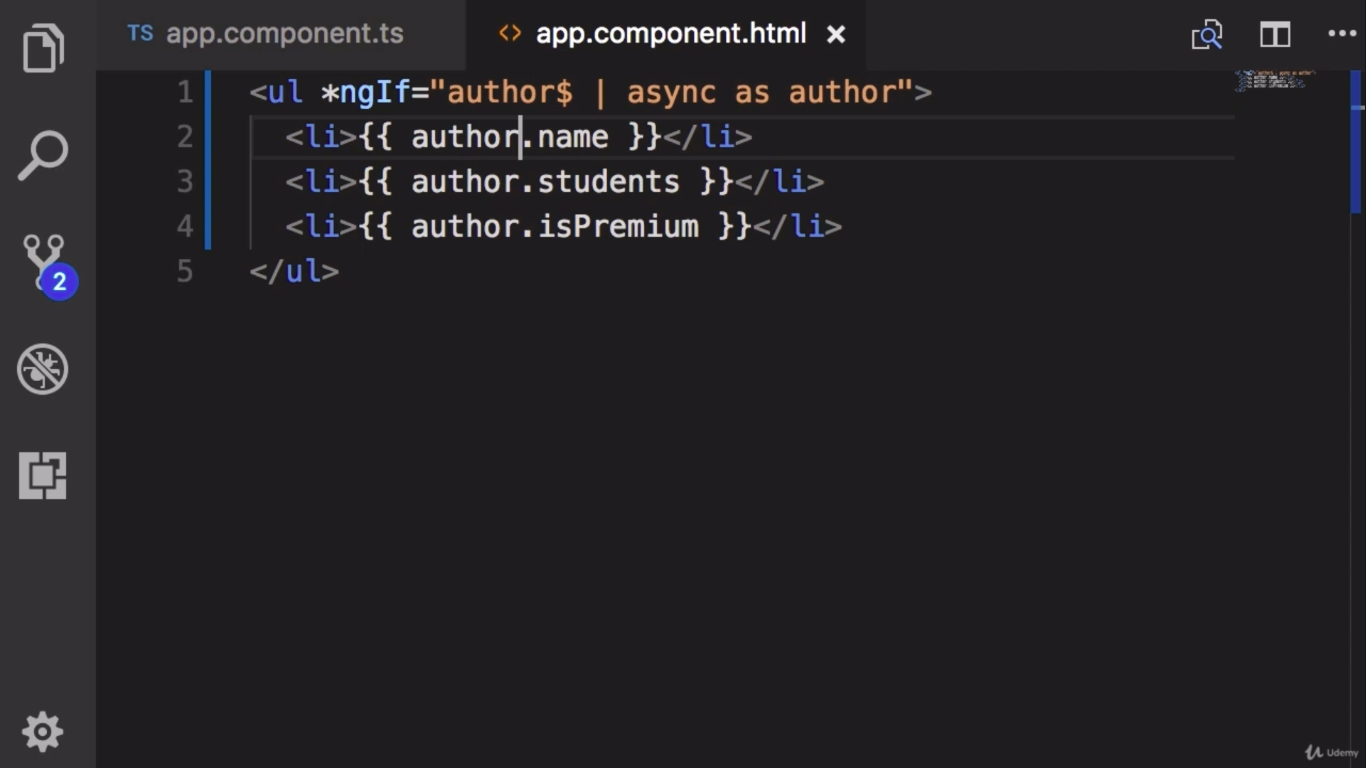 TS app.component.ts
<> app.component.html
1 <ul *ngIf="author$ | async as author">
2 <li>{{ author.name }}</li>
3 <li>{{ author.students }}</li>
4 <li>{{ author.isPremium }}</li>
5 </ul>
2
Udemy